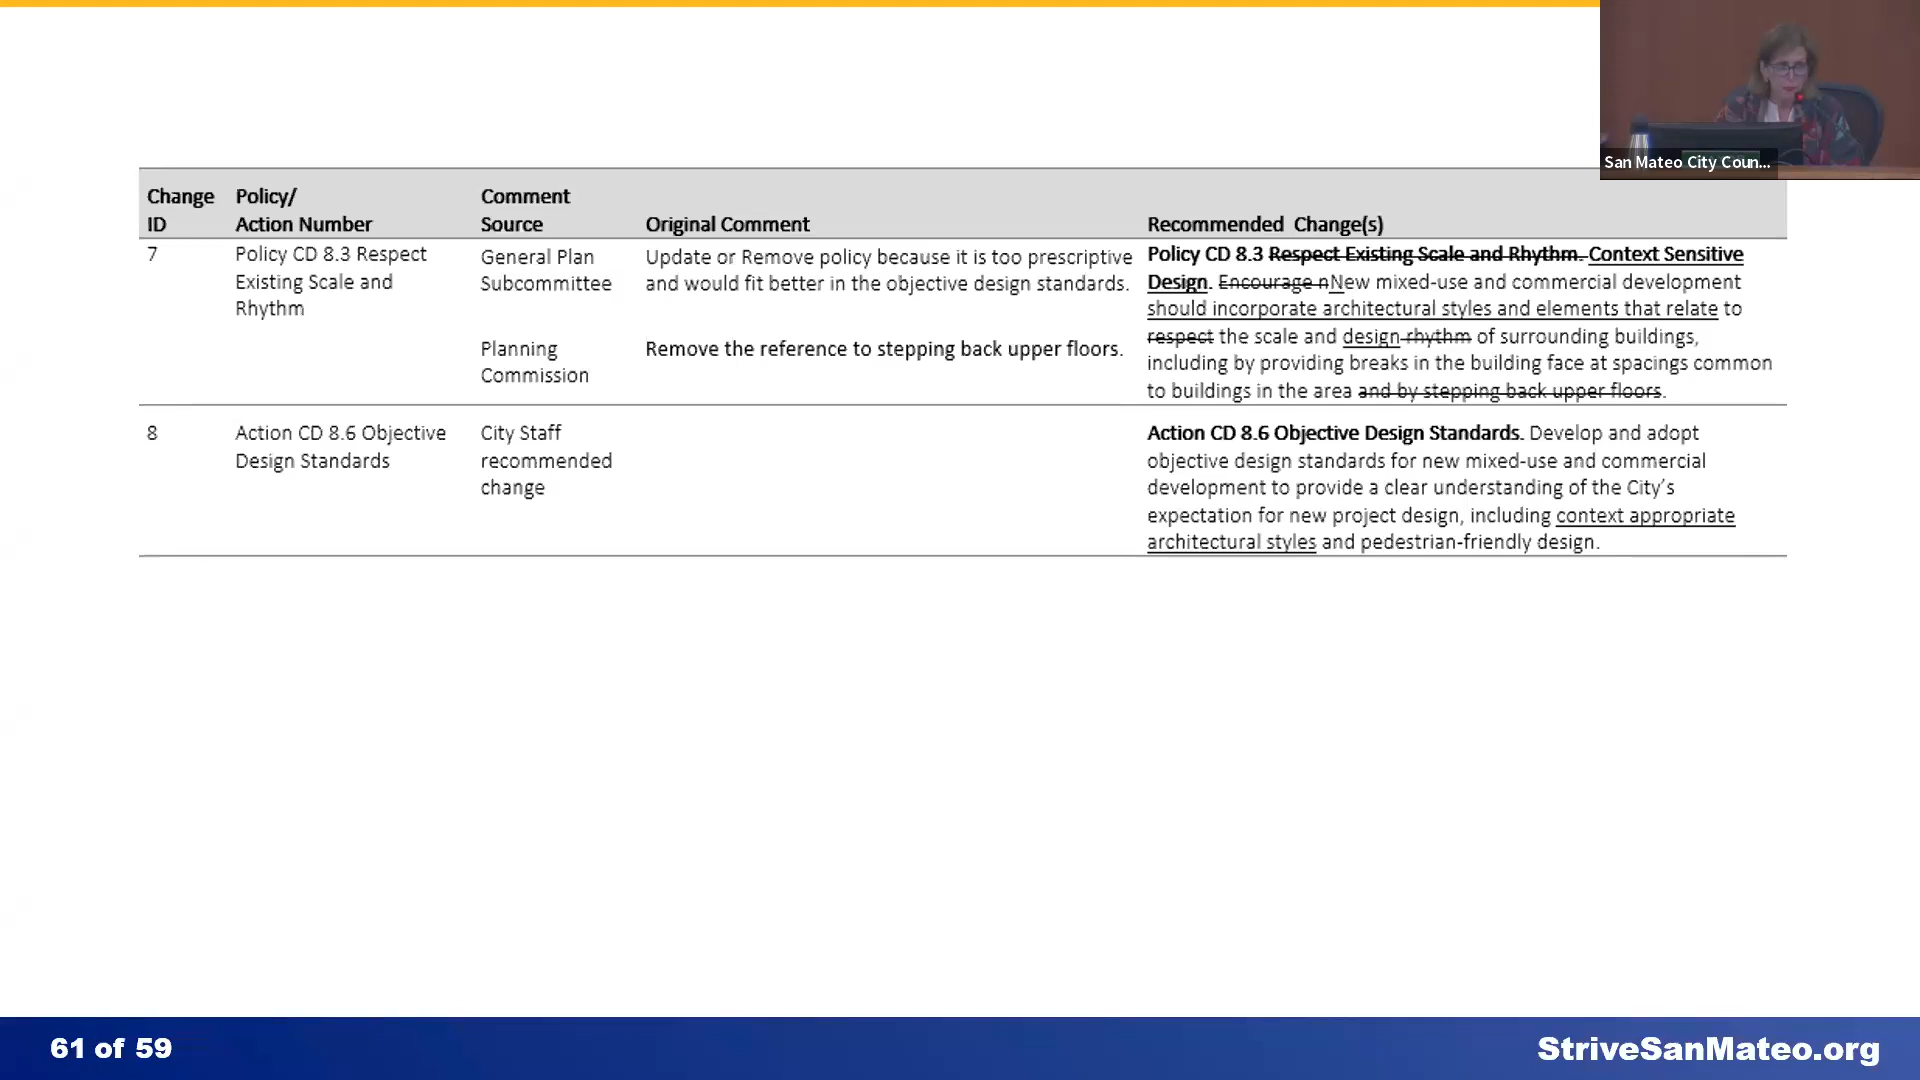 San Mateo City Coun...
Change ID
Policy/ Action Number
Comment Source
Original Comment
Recommended Change(s)
7
Policy CD 8.3 Respect
Existing Scale and
Rhythm
General Plan
Subcommittee
Update or Remove policy because it is too prescriptive
and would fit better in the objective design standards.
Planning
Commission
Remove the reference to stepping back upper floors.
Policy CD 8.3 Respect Existing Scale and Rhythm. Context Sensitive
Design. Encourage nNew mixed-use and commercial development
should incorporate architectural styles and elements that relate to
respect the scale and design rhythm of surrounding buildings,
including by providing breaks in the building face at spacings common
to buildings in the area and by stepping back upper floors.
8
Action CD 8.6 Objective
Design Standards
City Staff
recommended
change
Action CD 8.6 Objective Design Standards. Develop and adopt
objective design standards for new mixed-use and commercial
development to provide a clear understanding of the City's
expectation for new project design, including context appropriate
architectural styles and pedestrian-friendly design.
61 of 59
StriveSanMateo.org